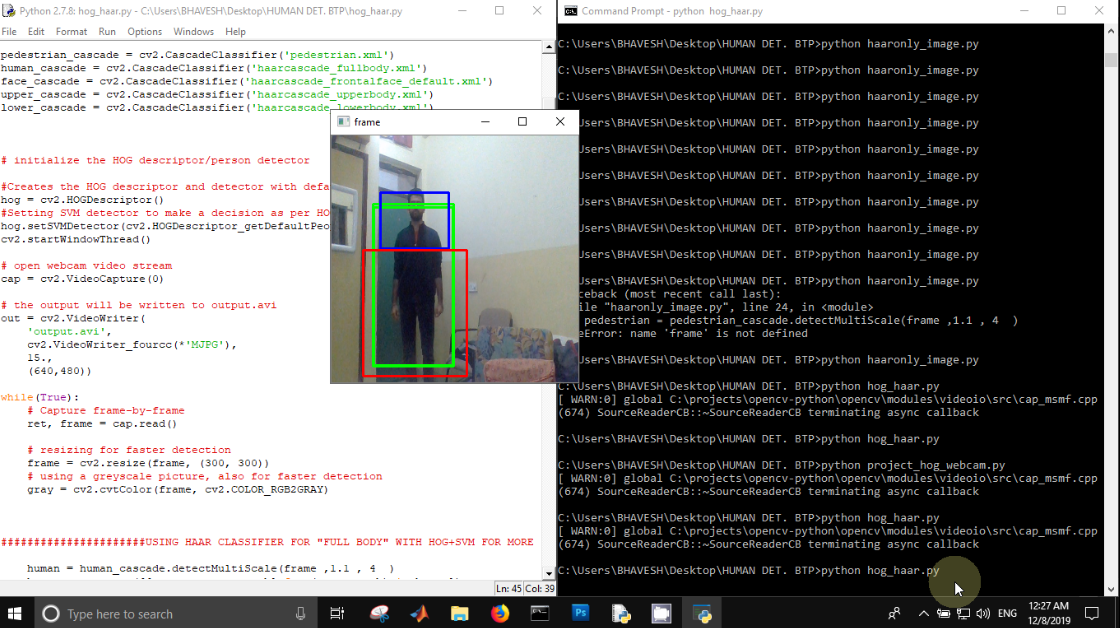 Python 2.7.8: hog_haar.py - C:\Users\BHAVESH\Desktop\HUMAN DET. BTP\hog_haar.py
File Edit Format Run Options Windows Help
pedestrian_cascade = cv2.CascadeClassifier('pedestrian.xml')
human_cascade = cv2.CascadeClassifier('haarcascade_fullbody.xml')
face_cascade = cv2.CascadeClassifier('haarcascade_frontalface_default.xml')
upper_cascade = cv2.CascadeClassifier('haarcascade_upperbody.xml')
lower_cascade = cv2.CascadeClassifier('haarcascade_lowerbody.xml')
# initialize the HOG descriptor/person detector
#Creates the HOG descriptor and detector with defa
hog = cv2.HOGDescriptor()
#Setting SVM detector to make a decision as per HO
hog.setSVMDetector(cv2.HOGDescriptor_getDefaultPeo
cv2.startWindowThread()
# open webcam video stream
cap = cv2.VideoCapture(0)
# the output will be written to output.avi
out = cv2.VideoWriter(
'output.avi',
cv2.VideoWriter_fourcc(*'MJPG'),
15.,
(640,480))
while(True):
# Capture frame-by-frame
ret, frame = cap.read()
# resizing for faster detection
frame = cv2.resize(frame, (300, 300))
# using a greyscale picture, also for faster detection
gray = cv2.cvtColor(frame, cv2.COLOR_RGB2GRAY)
######################USING HAAR CLASSIFIER FOR "FULL BODY" WITH HOG+SVM FOR MORE
human = human_cascade.detectMultiScale(frame ,1.1 , 4 )
Ln: 45 Col: 39
frame
Command Prompt - python hog_haar.py
C:\Users\BHAVESH\Desktop\HUMAN DET. BTP>python haaronly_image.py
C:\Users\BHAVESH\Desktop\HUMAN DET. BTP>python haaronly_image.py
C:\Users\BHAVESH\Desktop\HUMAN DET. BTP>python haaronly_image.py
sers\BHAVESH\Desktop\HUMAN DET. BTP>python haaronly_image.py
sers\BHAVESH\Desktop\HUMAN DET. BTP>python haaronly_image.py
sers\BHAVESH\Desktop\HUMAN DET. BTP>python haaronly_image.py
sers\BHAVESH\Desktop\HUMAN DET. BTP>python haaronly_image.py
sers\BHAVESH\Desktop\HUMAN DET. BTP>python haaronly_image.py
sers\BHAVESH\Desktop\HUMAN DET. BTP>python haaronly_image.py
sers\BHAVESH\Desktop\HUMAN DET. BTP>python haaronly_image.py
ceback (most recent call last):
ile "haaronly_image.py", line 24, in <module>
pedestrian = pedestrian_cascade.detectMultiScale(frame ,1.1 , 4 )
eError: name 'frame' is not defined
sers\BHAVESH\Desktop\HUMAN DET. BTP>python haaronly_image.py
C:\Users\BHAVESH\Desktop\HUMAN DET. BTP>python hog_haar.py
[ WARN:0] global C:\projects\opencv-python\opencv\modules\videoio\src\cap_msmf.cpp
(674) SourceReaderCB::~SourceReaderCB terminating async callback
C:\Users\BHAVESH\Desktop\HUMAN DET. BTP>python hog_haar.py
C:\Users\BHAVESH\Desktop\HUMAN DET. BTP>python project_hog_webcam.py
[ WARN:0] global C:\projects\opencv-python\opencv\modules\videoio\src\cap_msmf.cpp
(674) SourceReaderCB::~SourceReaderCB terminating async callback
C:\Users\BHAVESH\Desktop\HUMAN DET. BTP>python hog_haar.py
[ WARN:0] global C:\projects\opencv-python\opencv\modules\videoio\src\cap_msmf.cpp
(674) SourceReaderCB::~SourceReaderCB terminating async callback
C:\Users\BHAVESH\Desktop\HUMAN DET. BTP>python hog_haar.py
Type here to search
Ps
ENG
12:27 AM
12/8/2019